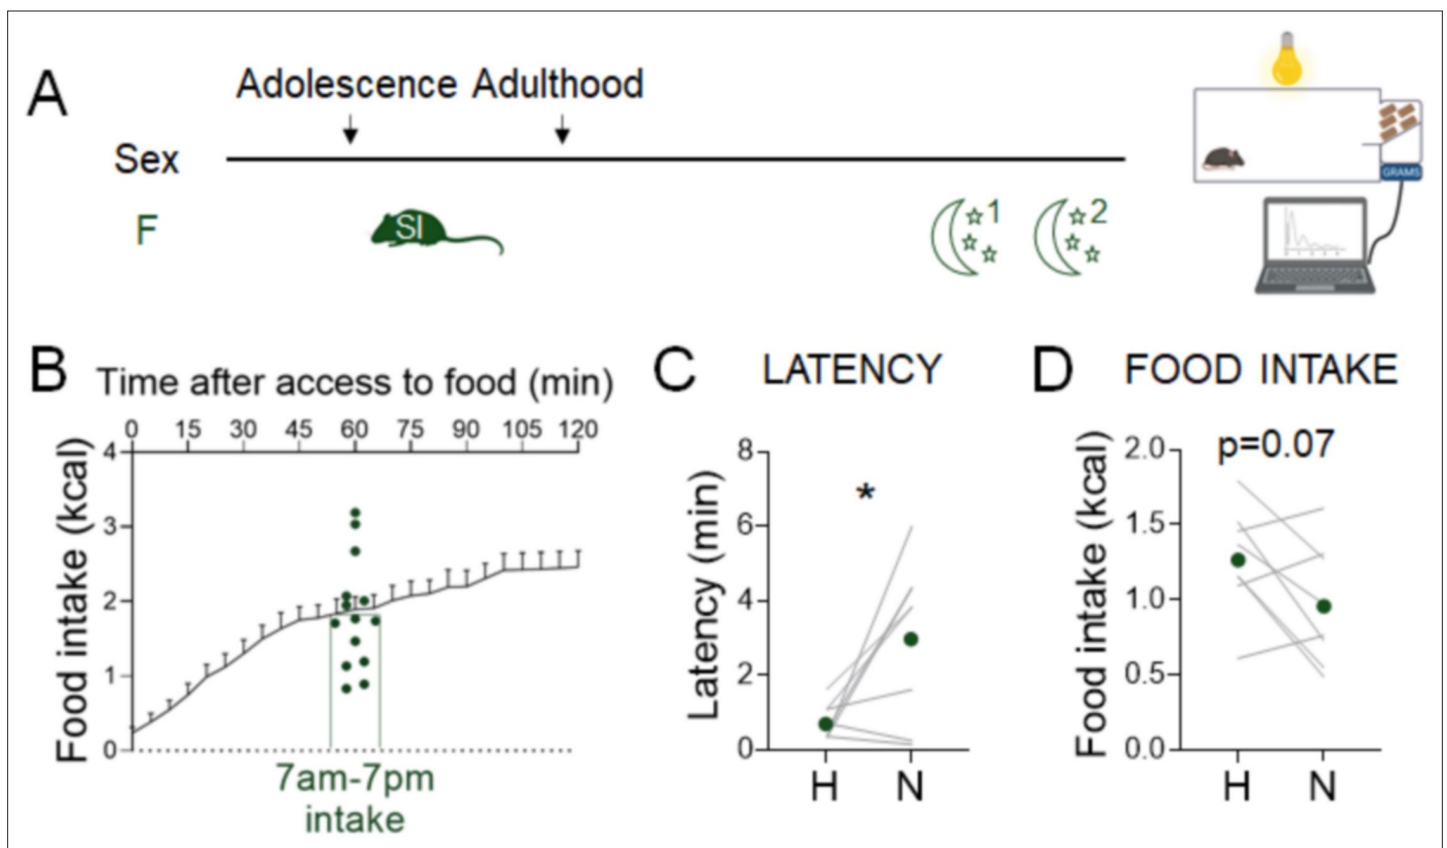 A
Adolescence Adulthood
Sex
F
SI
1
2
GRAMS
B
Time after access to food (min)
0 15 30 45 60 75 90 105 120
Food intake (kcal)
4
3
2
1
0
7am-7pm
intake
C
LATENCY
Latency (min)
8
6
4
2
0
*
H N
D
FOOD INTAKE
Food intake (kcal)
2.0
1.5
1.0
0.5
0.0
p=0.07
H N